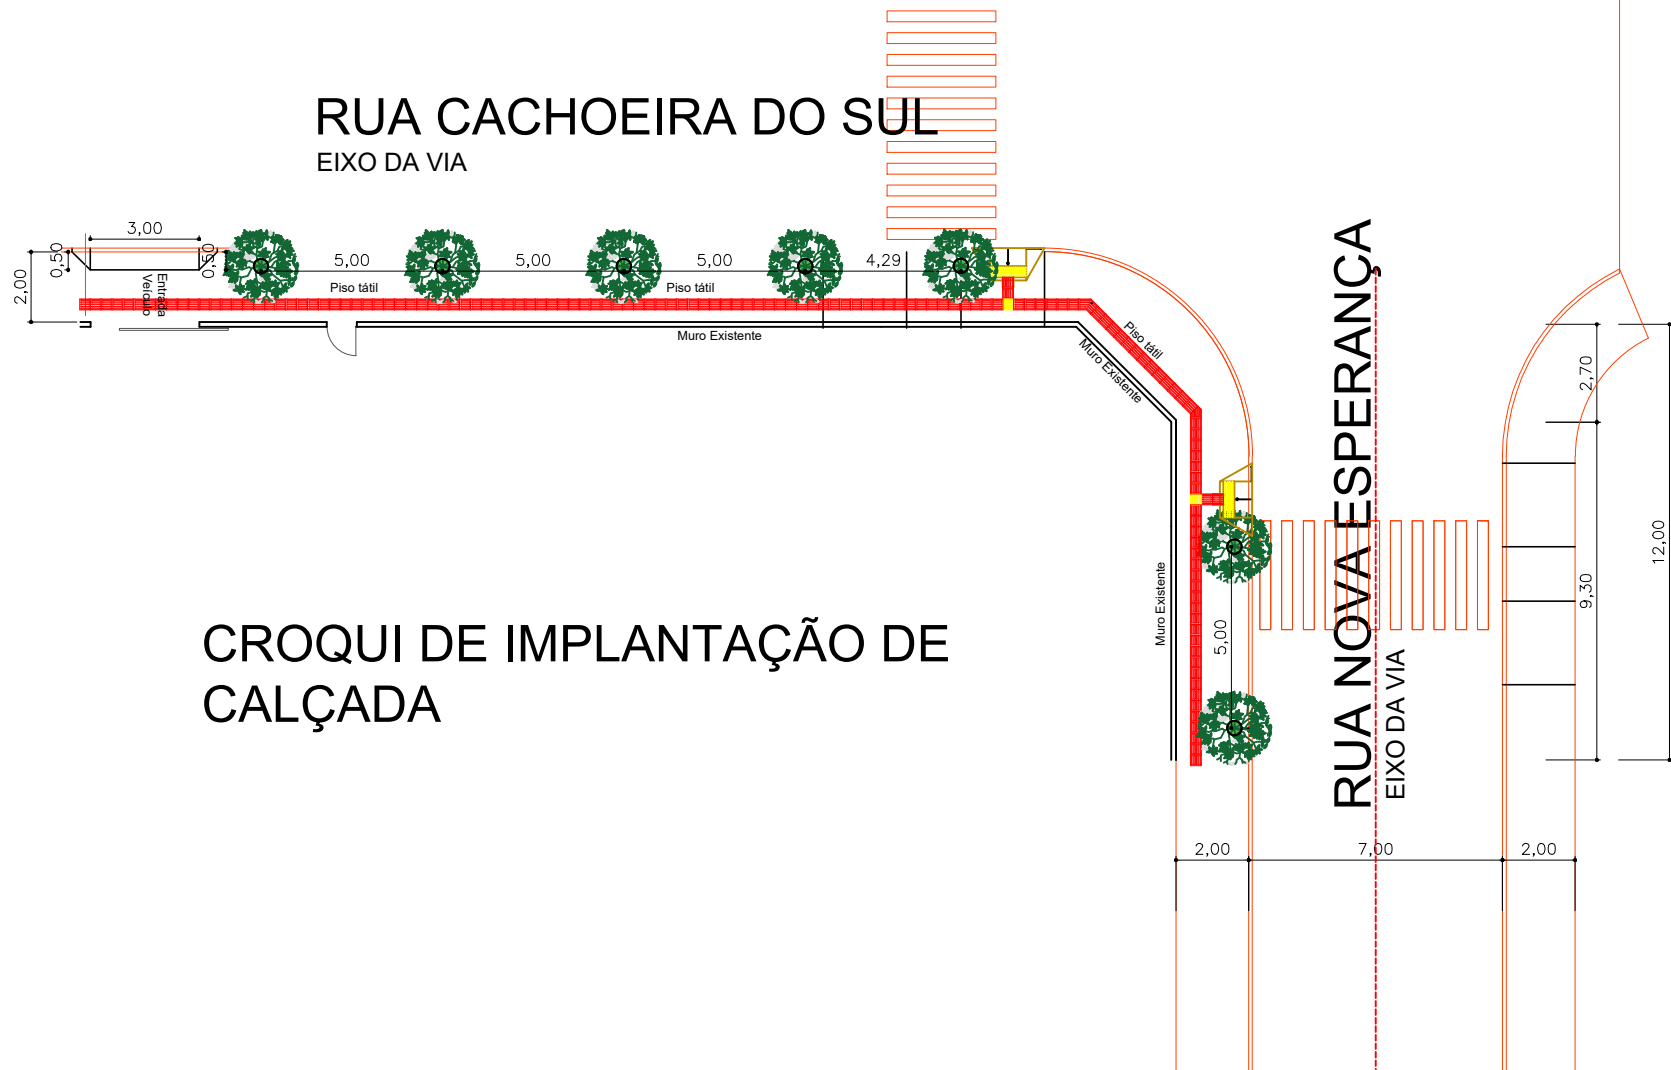 RUA CACHOEIRA DO SUL
EIXO DA VIA
3,00
0,50
0,50
2,00
5,00
5,00
5,00
4,29
Entrada
Veículo
Piso tátil
Piso tátil
Muro Existente
Piso tátil
Muro Existente
Muro Existente
5,00
RUA NOVA ESPERANÇA
EIXO DA VIA
2,70
9,30
12,00
CROQUI DE IMPLANTAÇÃO DE
CALÇADA
2,00
7,00
2,00